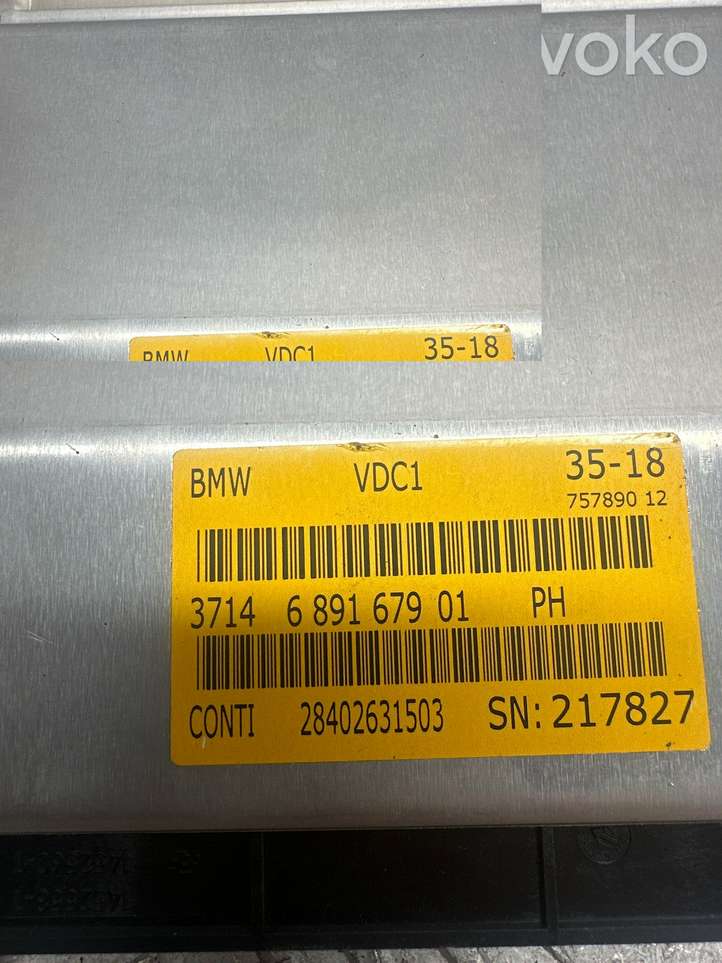 voko
BMW VDC1 35-18
BMW VDC1 35-18
757890 12
3714 6 891 679 01 PH
CONTI 28402631503 SN: 217827